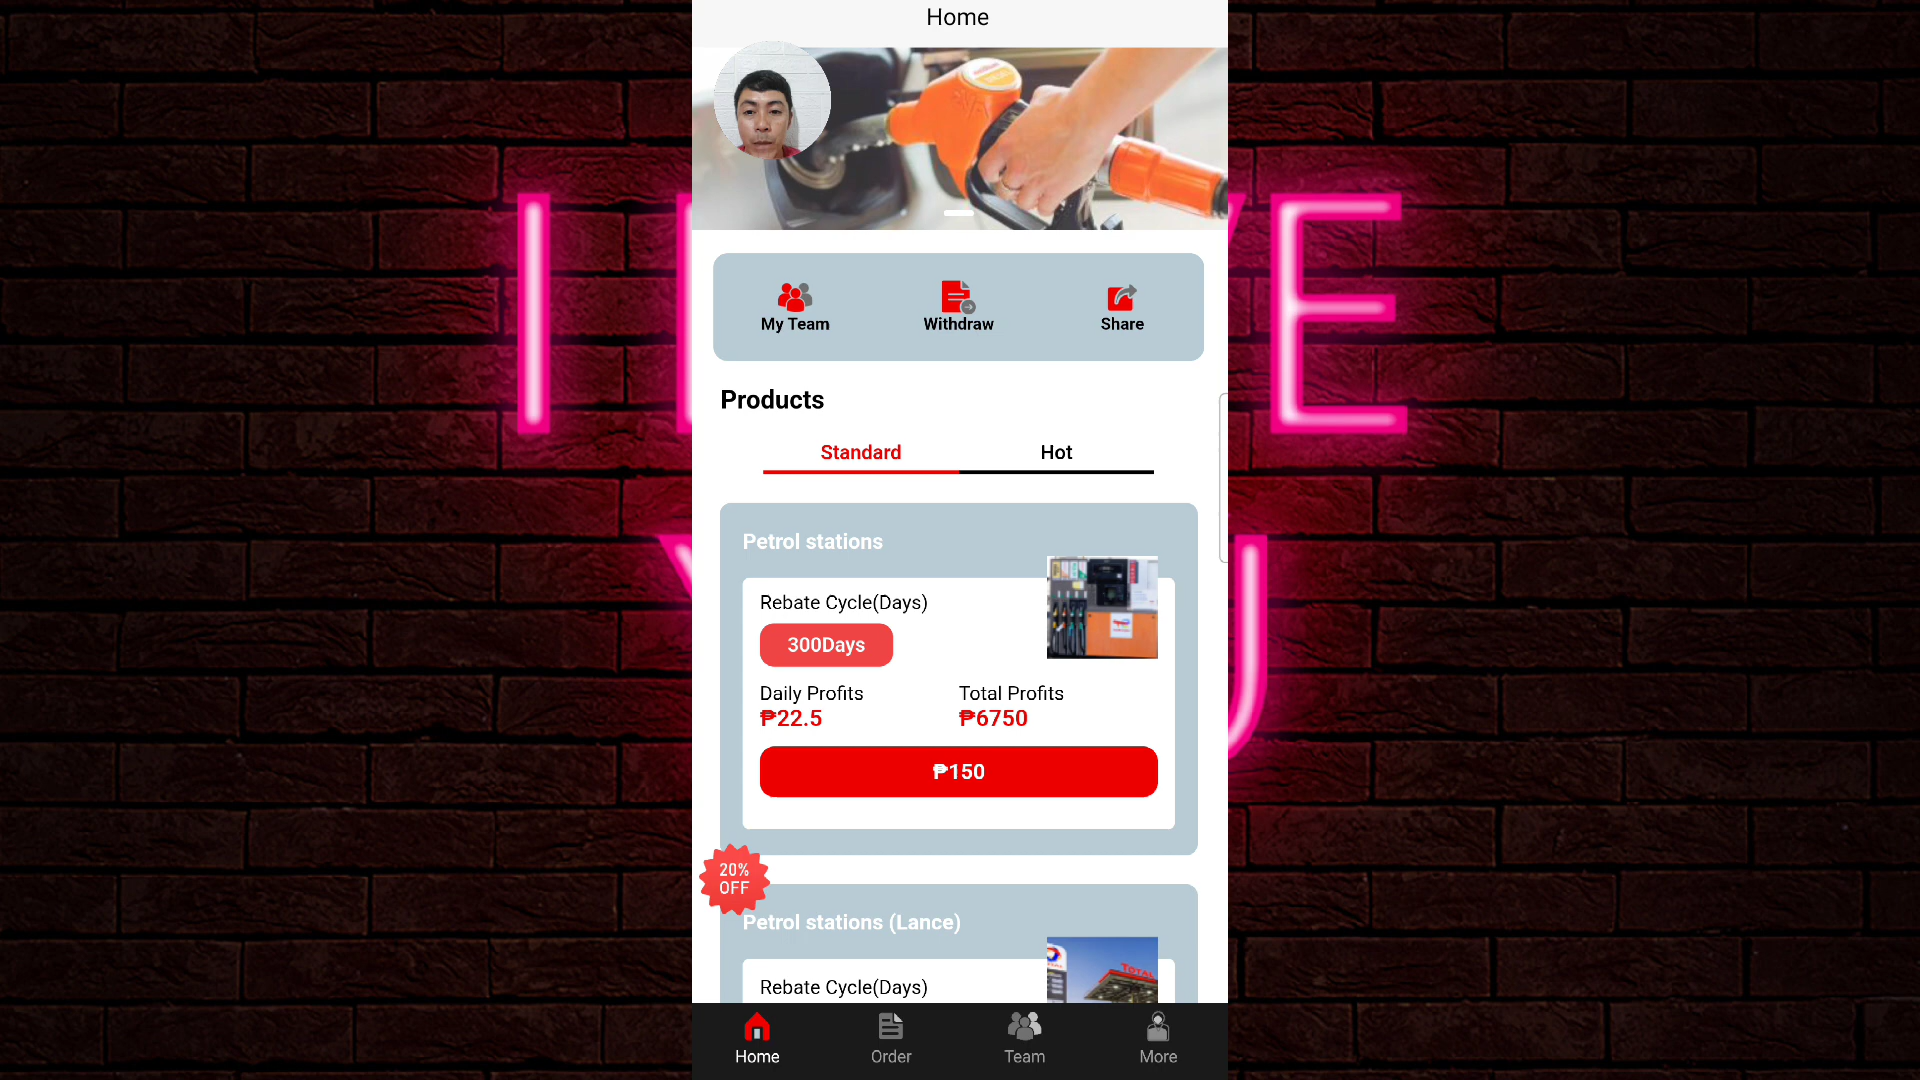 Home
My Team
Withdraw
Share
Products
Standard
Hot
Petrol stations
Rebate Cycle(Days)
300Days
Daily Profits
Total Profits
₱22.5
₱6750
₱150
20%
OFF
Petrol stations (Lance)
Rebate Cycle(Days)
TOTAL
Home
Order
Team
More